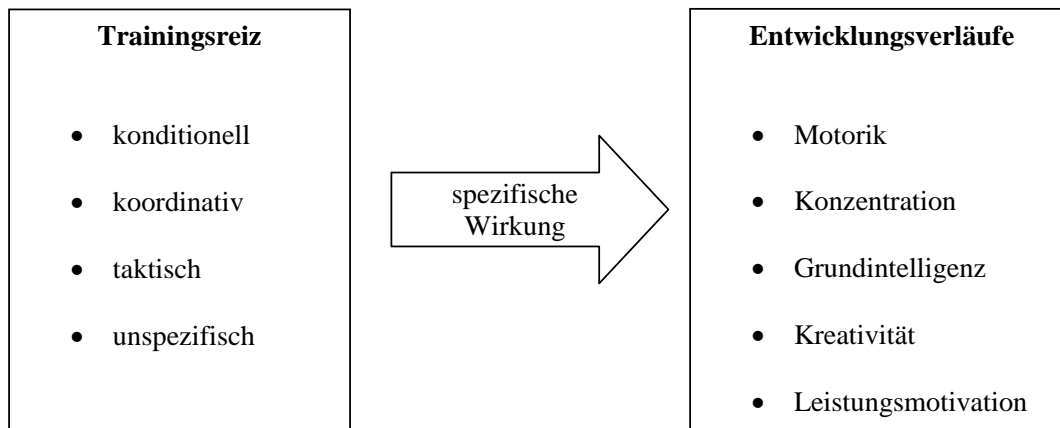 Trainingsreiz
• konditionell
• koordinativ
• taktisch
• unspezifisch
spezifische
Wirkung
Entwicklungsverläufe
• Motorik
• Konzentration
• Grundintelligenz
• Kreativität
• Leistungsmotivation